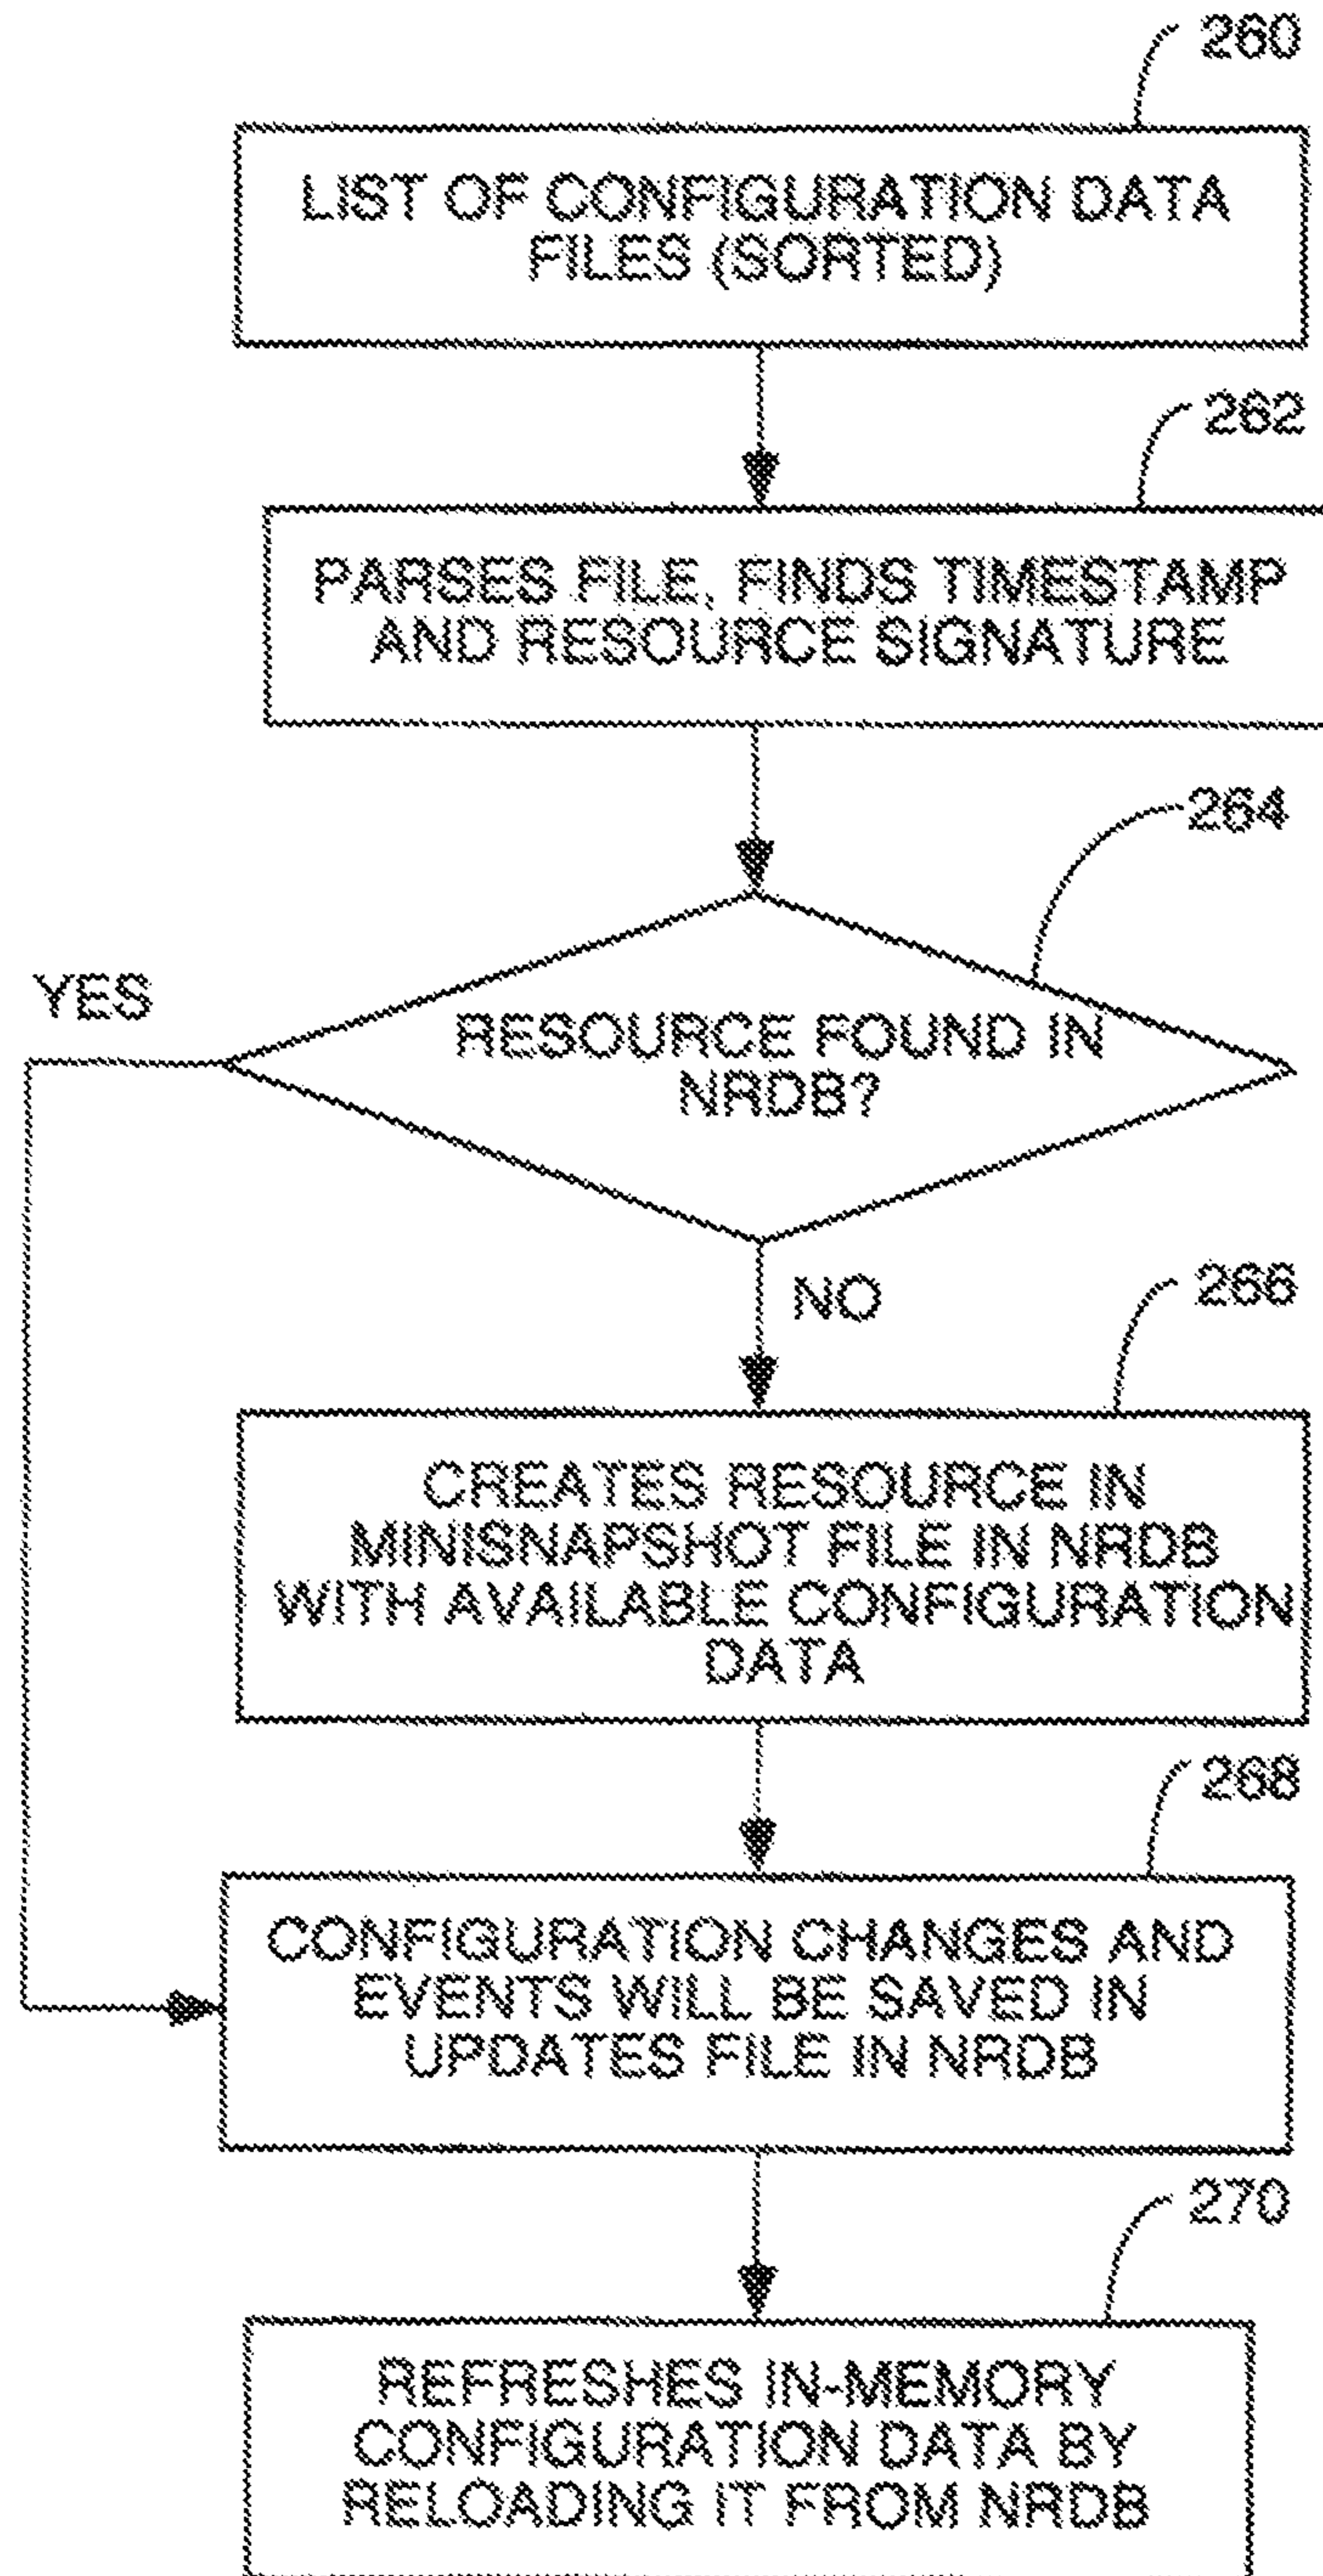 260
LIST OF CONFIGURATION DATA
FILES (SORTED)
262
PARSES FILE, FINDS TIMESTAMP
AND RESOURCE SIGNATURE
264
YES
RESOURCE FOUND IN
NRDB?
NO
266
CREATES RESOURCE IN
MINISNAPSHOT FILE IN NRDB
WITH AVAILABLE CONFIGURATION
DATA
268
CONFIGURATION CHANGES AND
EVENTS WILL BE SAVED IN
UPDATES FILE IN NRDB
270
REFRESHES IN-MEMORY
CONFIGURATION DATA BY
RELOADING IT FROM NRDB